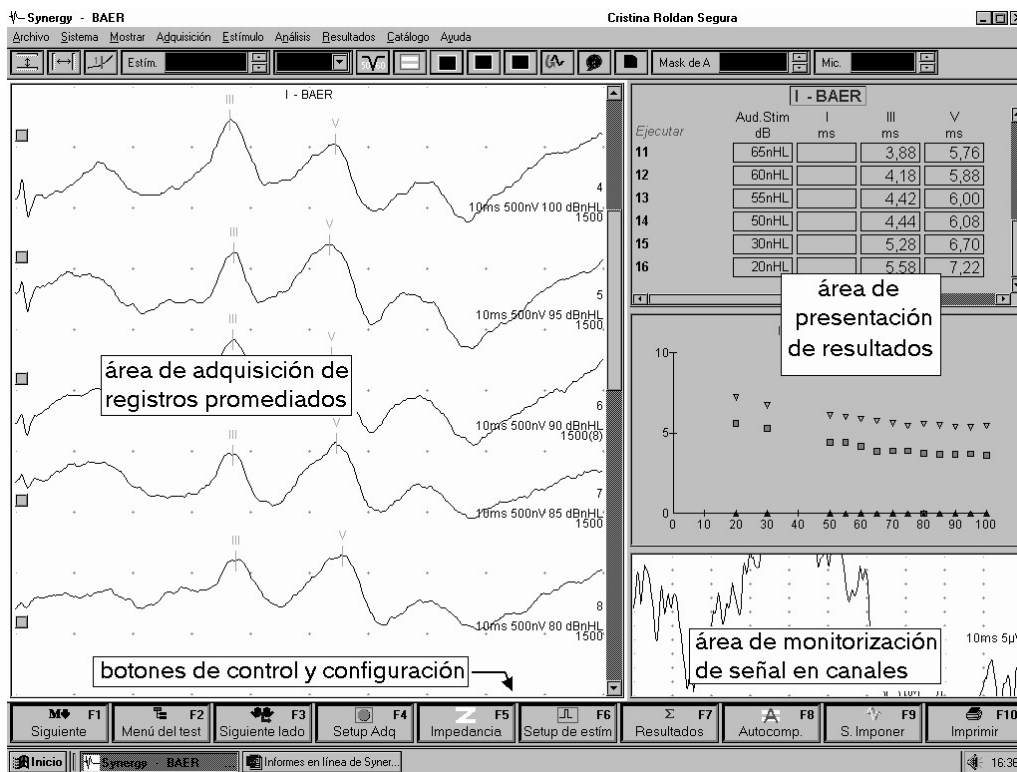 Synergy - BAER
Cristina Roldan Segura
Archivo Sistema Mostrar Adquisición Estímulo Análisis Resultados Catálogo Ayuda
Estím.
Mask de A
Mic.
I - BAER
III V
4
10ms 500nV 100 dBnHL
1500
III V
5
10ms 500nV 95 dBnHL
1500
III
área de adquisición de
registros promediados
6
10ms 500nV 90 dBnHL
1500(8)
III V
7
10ms 500nV 85 dBnHL
1500
III V
8
10ms 500nV 80 dBnHL
1500
botones de control y configuración
I - BAER
Aud.Stim I III V
Ejecutar dB ms ms ms
11 65nHL 3,88 5,76
12 60nHL 4,18 5,88
13 55nHL 4,42 6,00
14 50nHL 4,44 6,08
15 30nHL 5,28 6,70
16 20nHL 5,58 7,22
área de
presentación
de resultados
10
5
0
0 10 20 30 40 50 60 70 80 90 100
10ms 5µV
área de monitorización
de señal en canales
F1 F2 F3 F4 F5 F6 F7 F8 F9 F10
Siguiente Menú del test Siguiente lado Setup Adq Impedancia Setup de estím Resultados Autocomp. S. Imponer Imprimir
Inicio Synergy - BAER Informes en línea de Syner... 16:36